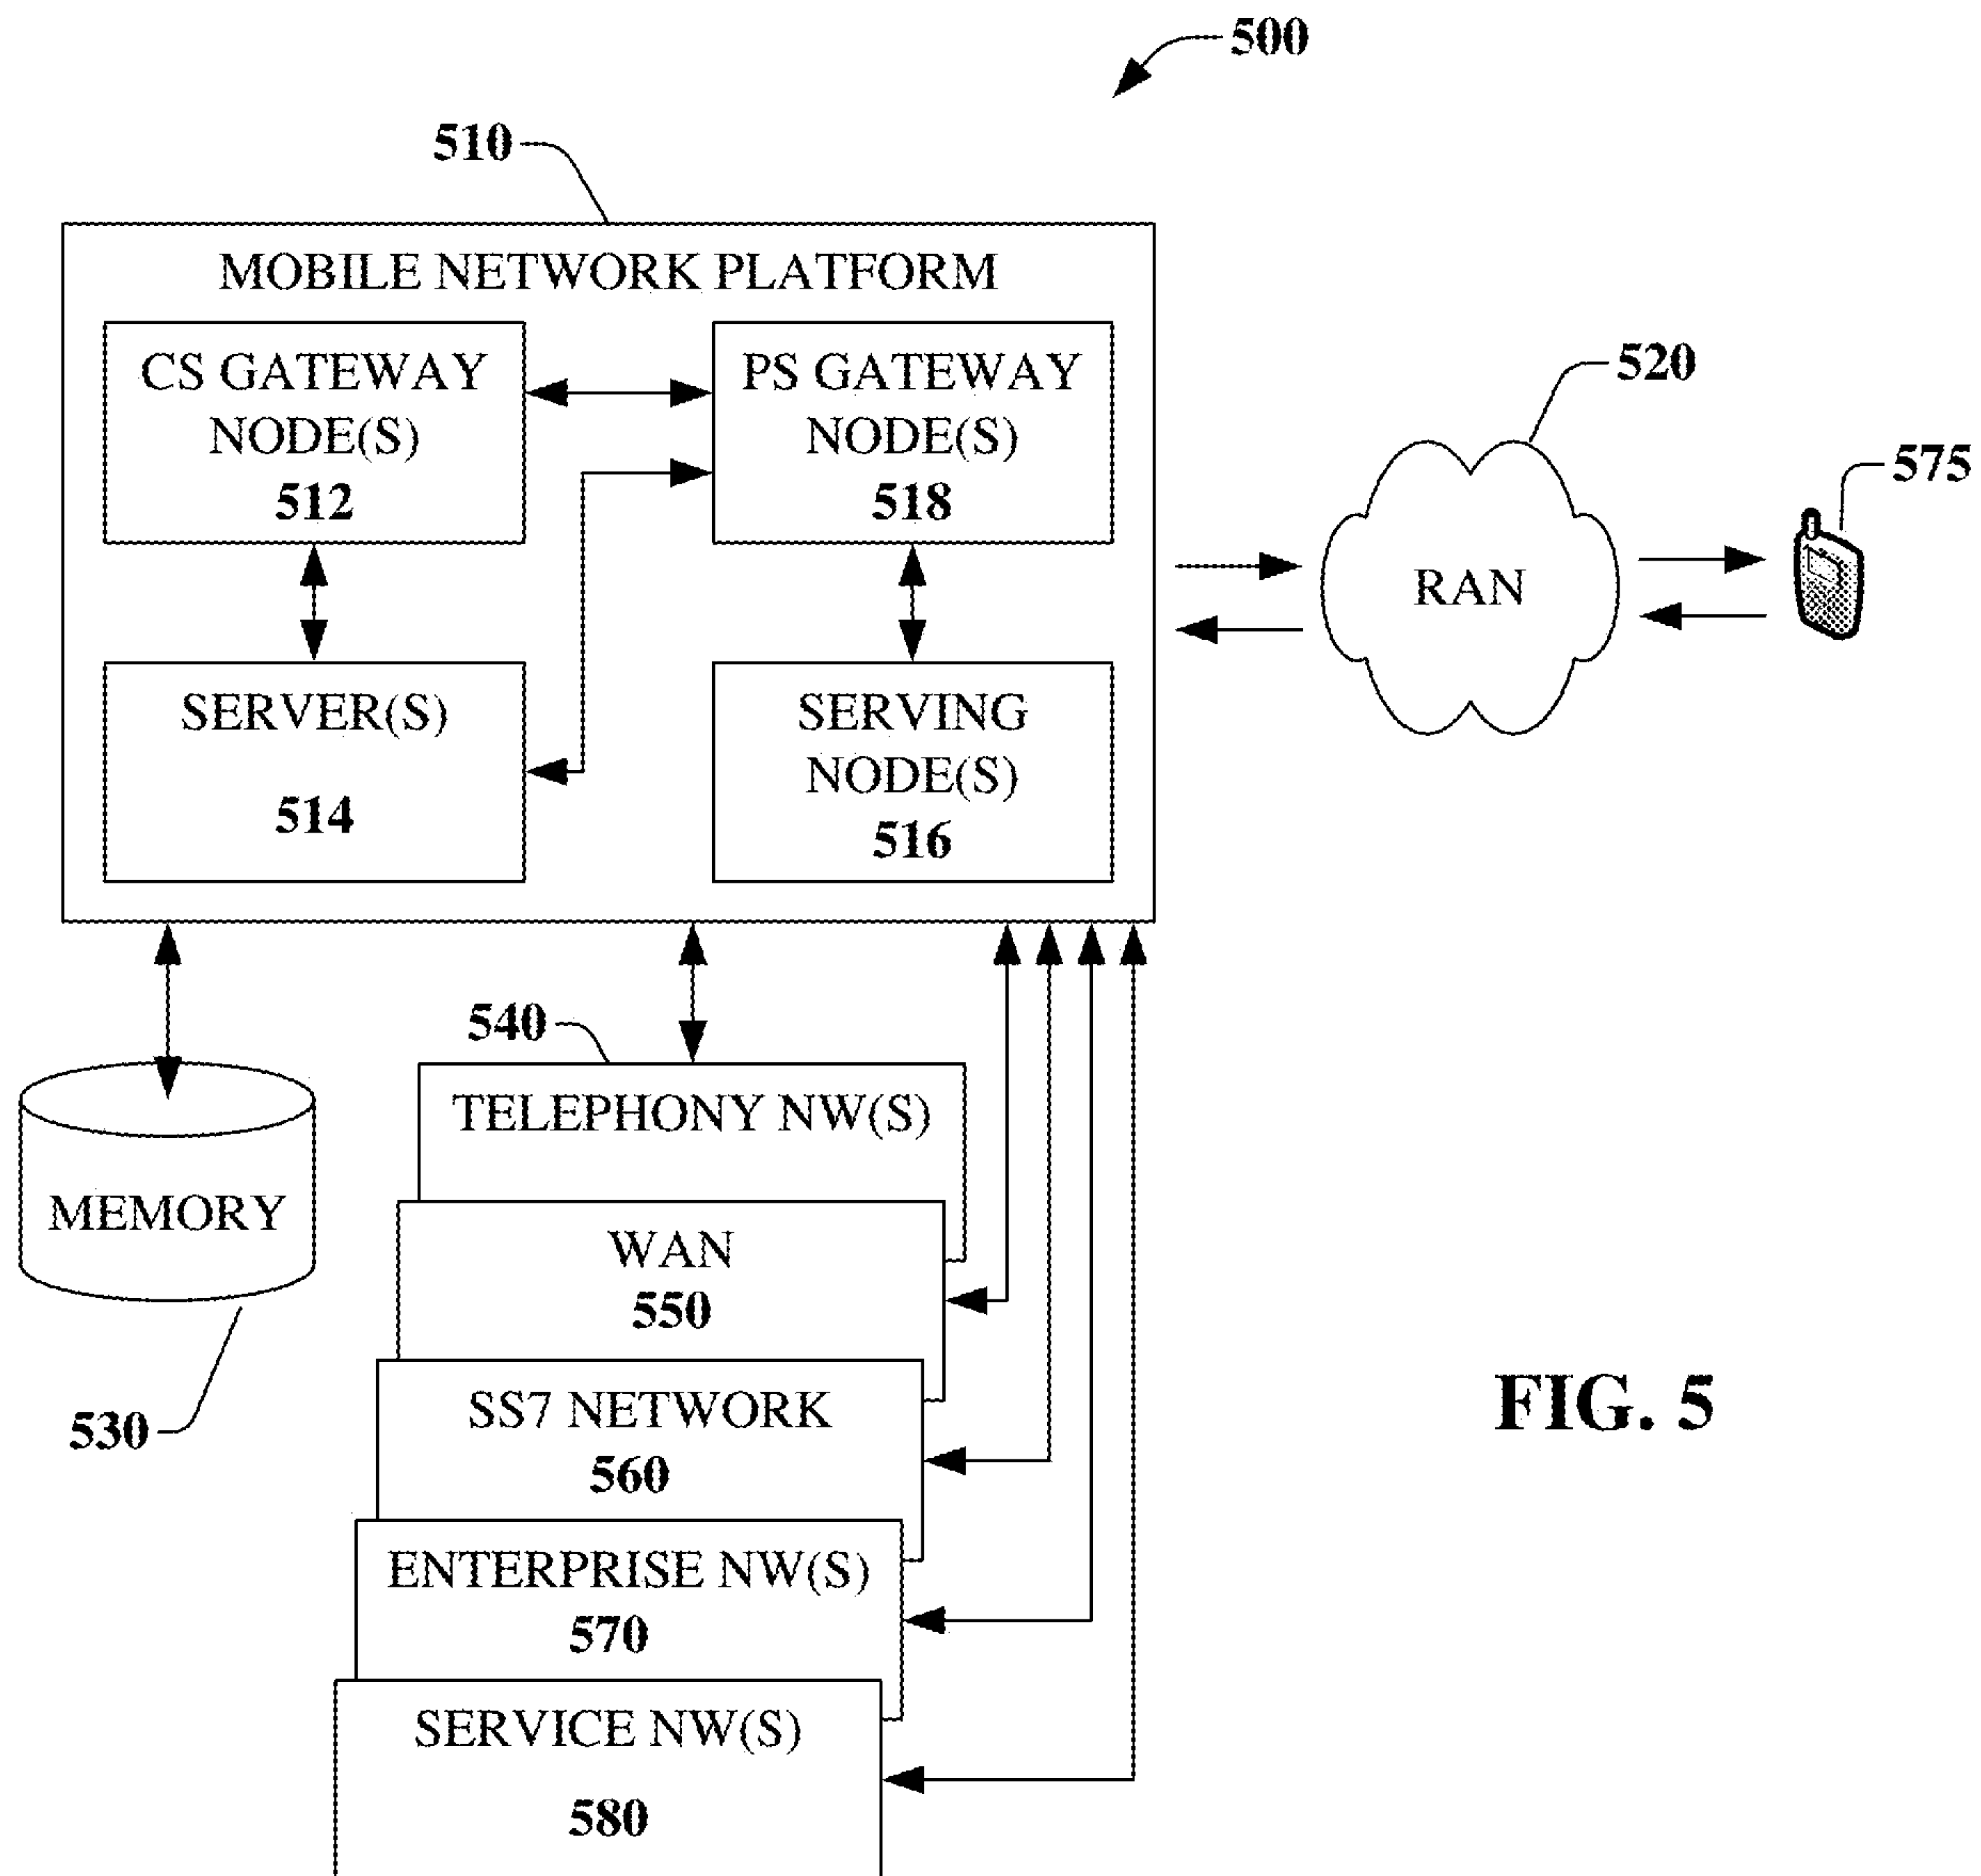 500
510
MOBILE NETWORK PLATFORM
CS GATEWAY
NODE(S)
512
PS GATEWAY
NODE(S)
518
520
575
RAN
SERVER(S)
514
SERVING
NODE(S)
516
540
TELEPHONY NW(S)
MEMORY
530
WAN
550
SS7 NETWORK
560
ENTERPRISE NW(S)
570
SERVICE NW(S)
580
FIG. 5